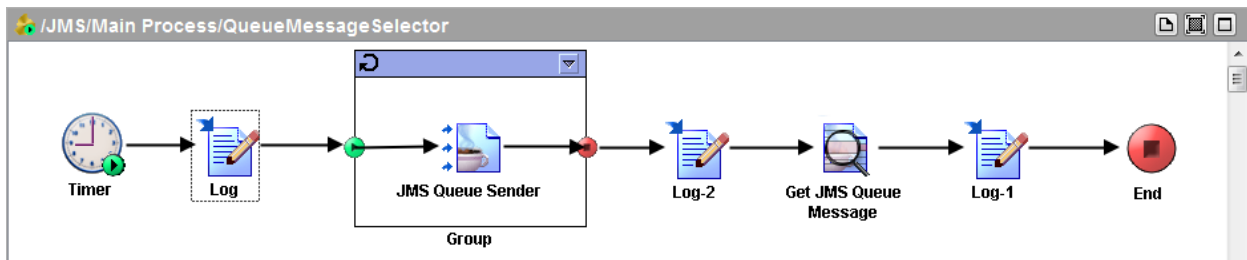 /JMS/Main Process/QueueMessageSelector
Timer
Log
JMS Queue Sender
Group
Log-2
Get JMS Queue
Message
Log-1
End